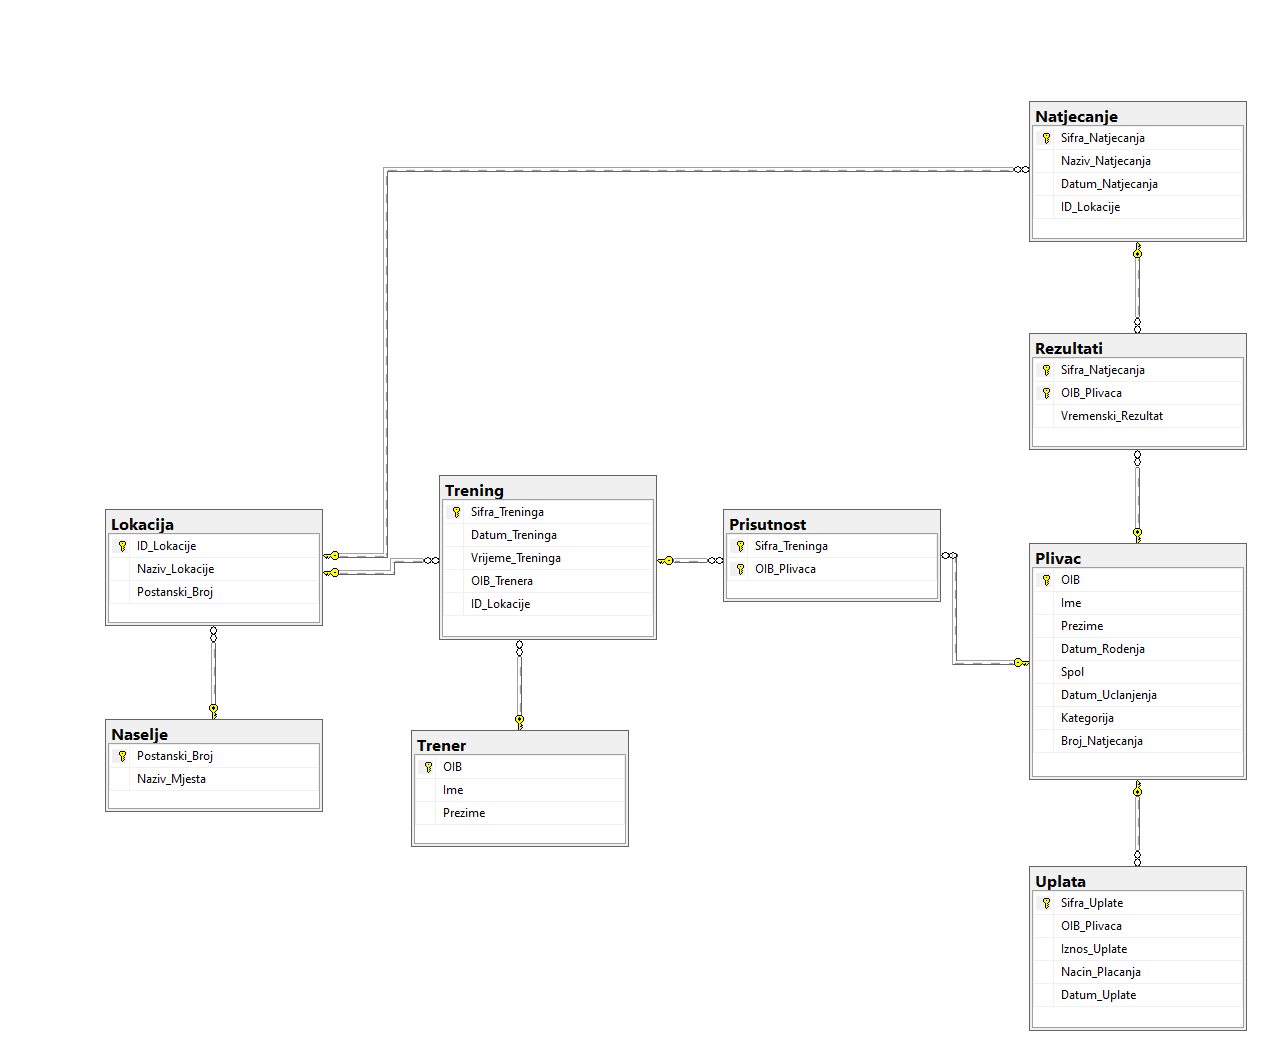 Natjecanje
Sifra_Natjecanja
Naziv_Natjecanja
Datum_Natjecanja
ID_Lokacije
Rezultati
Sifra_Natjecanja
OIB_Plivaca
Vremenski_Rezultat
Trening
Sifra_Treninga
Datum_Treninga
Vrijeme_Treninga
OIB_Trenera
ID_Lokacije
Lokacija
ID_Lokacije
Naziv_Lokacije
Postanski_Broj
Prisutnost
Sifra_Treninga
OIB_Plivaca
Plivac
OIB
Ime
Prezime
Datum_Rodenja
Spol
Datum_Uclanjenja
Kategorija
Broj_Natjecanja
Naselje
Postanski_Broj
Naziv_Mjesta
Trener
OIB
Ime
Prezime
Uplata
Sifra_Uplate
OIB_Plivaca
Iznos_Uplate
Nacin_Placanja
Datum_Uplate